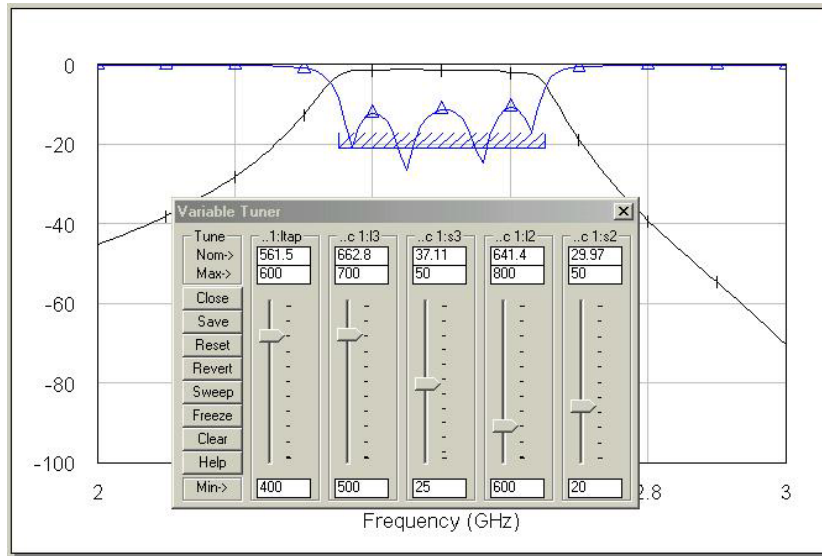 0
-20
-40
-60
-80
-100
2
2.8
3
Frequency (GHz)
Variable Tuner
Tune
Nom->
Max->
Close
Save
Reset
Revert
Sweep
Freeze
Clear
Help
Min->
..1:ltap
561.5
600
400
..c 1:l3
662.8
700
500
..c 1:s3
37.11
50
25
..c 1:l2
641.4
800
600
..c 1:s2
29.97
50
20